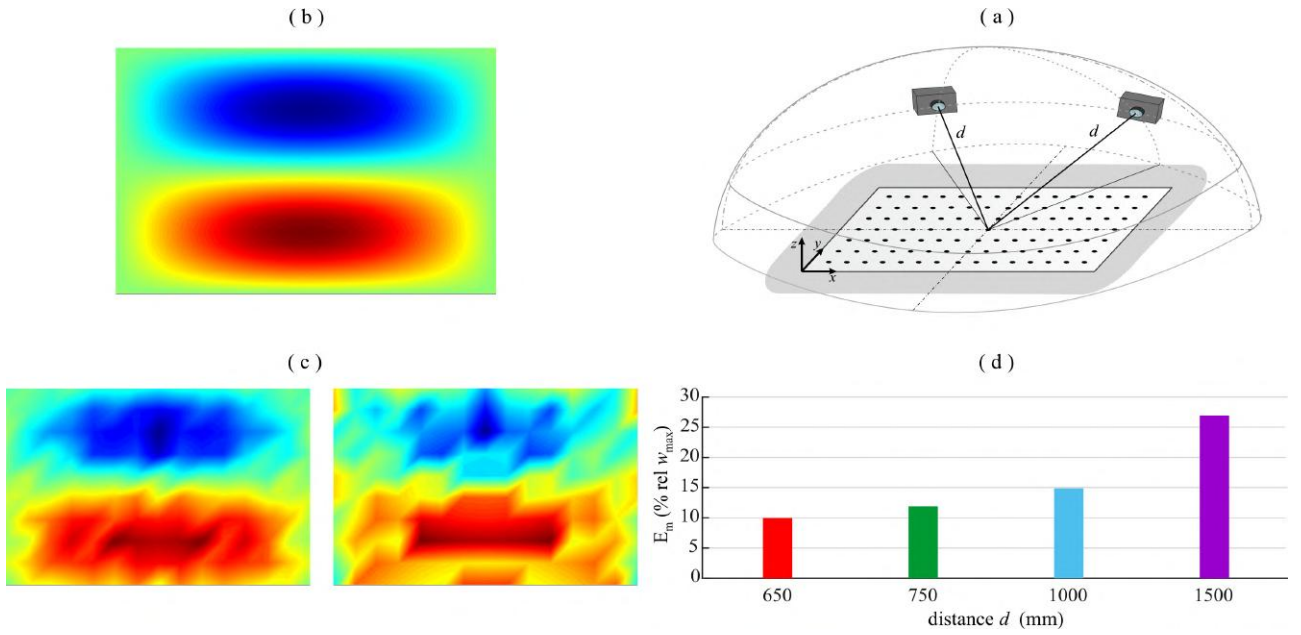 ( b )
( a )
d
d
z
y
x
( c )
( d )
30
25
20
15
10
5
0
E_m (% rel w_max)
650 750 1000 1500
distance d (mm)